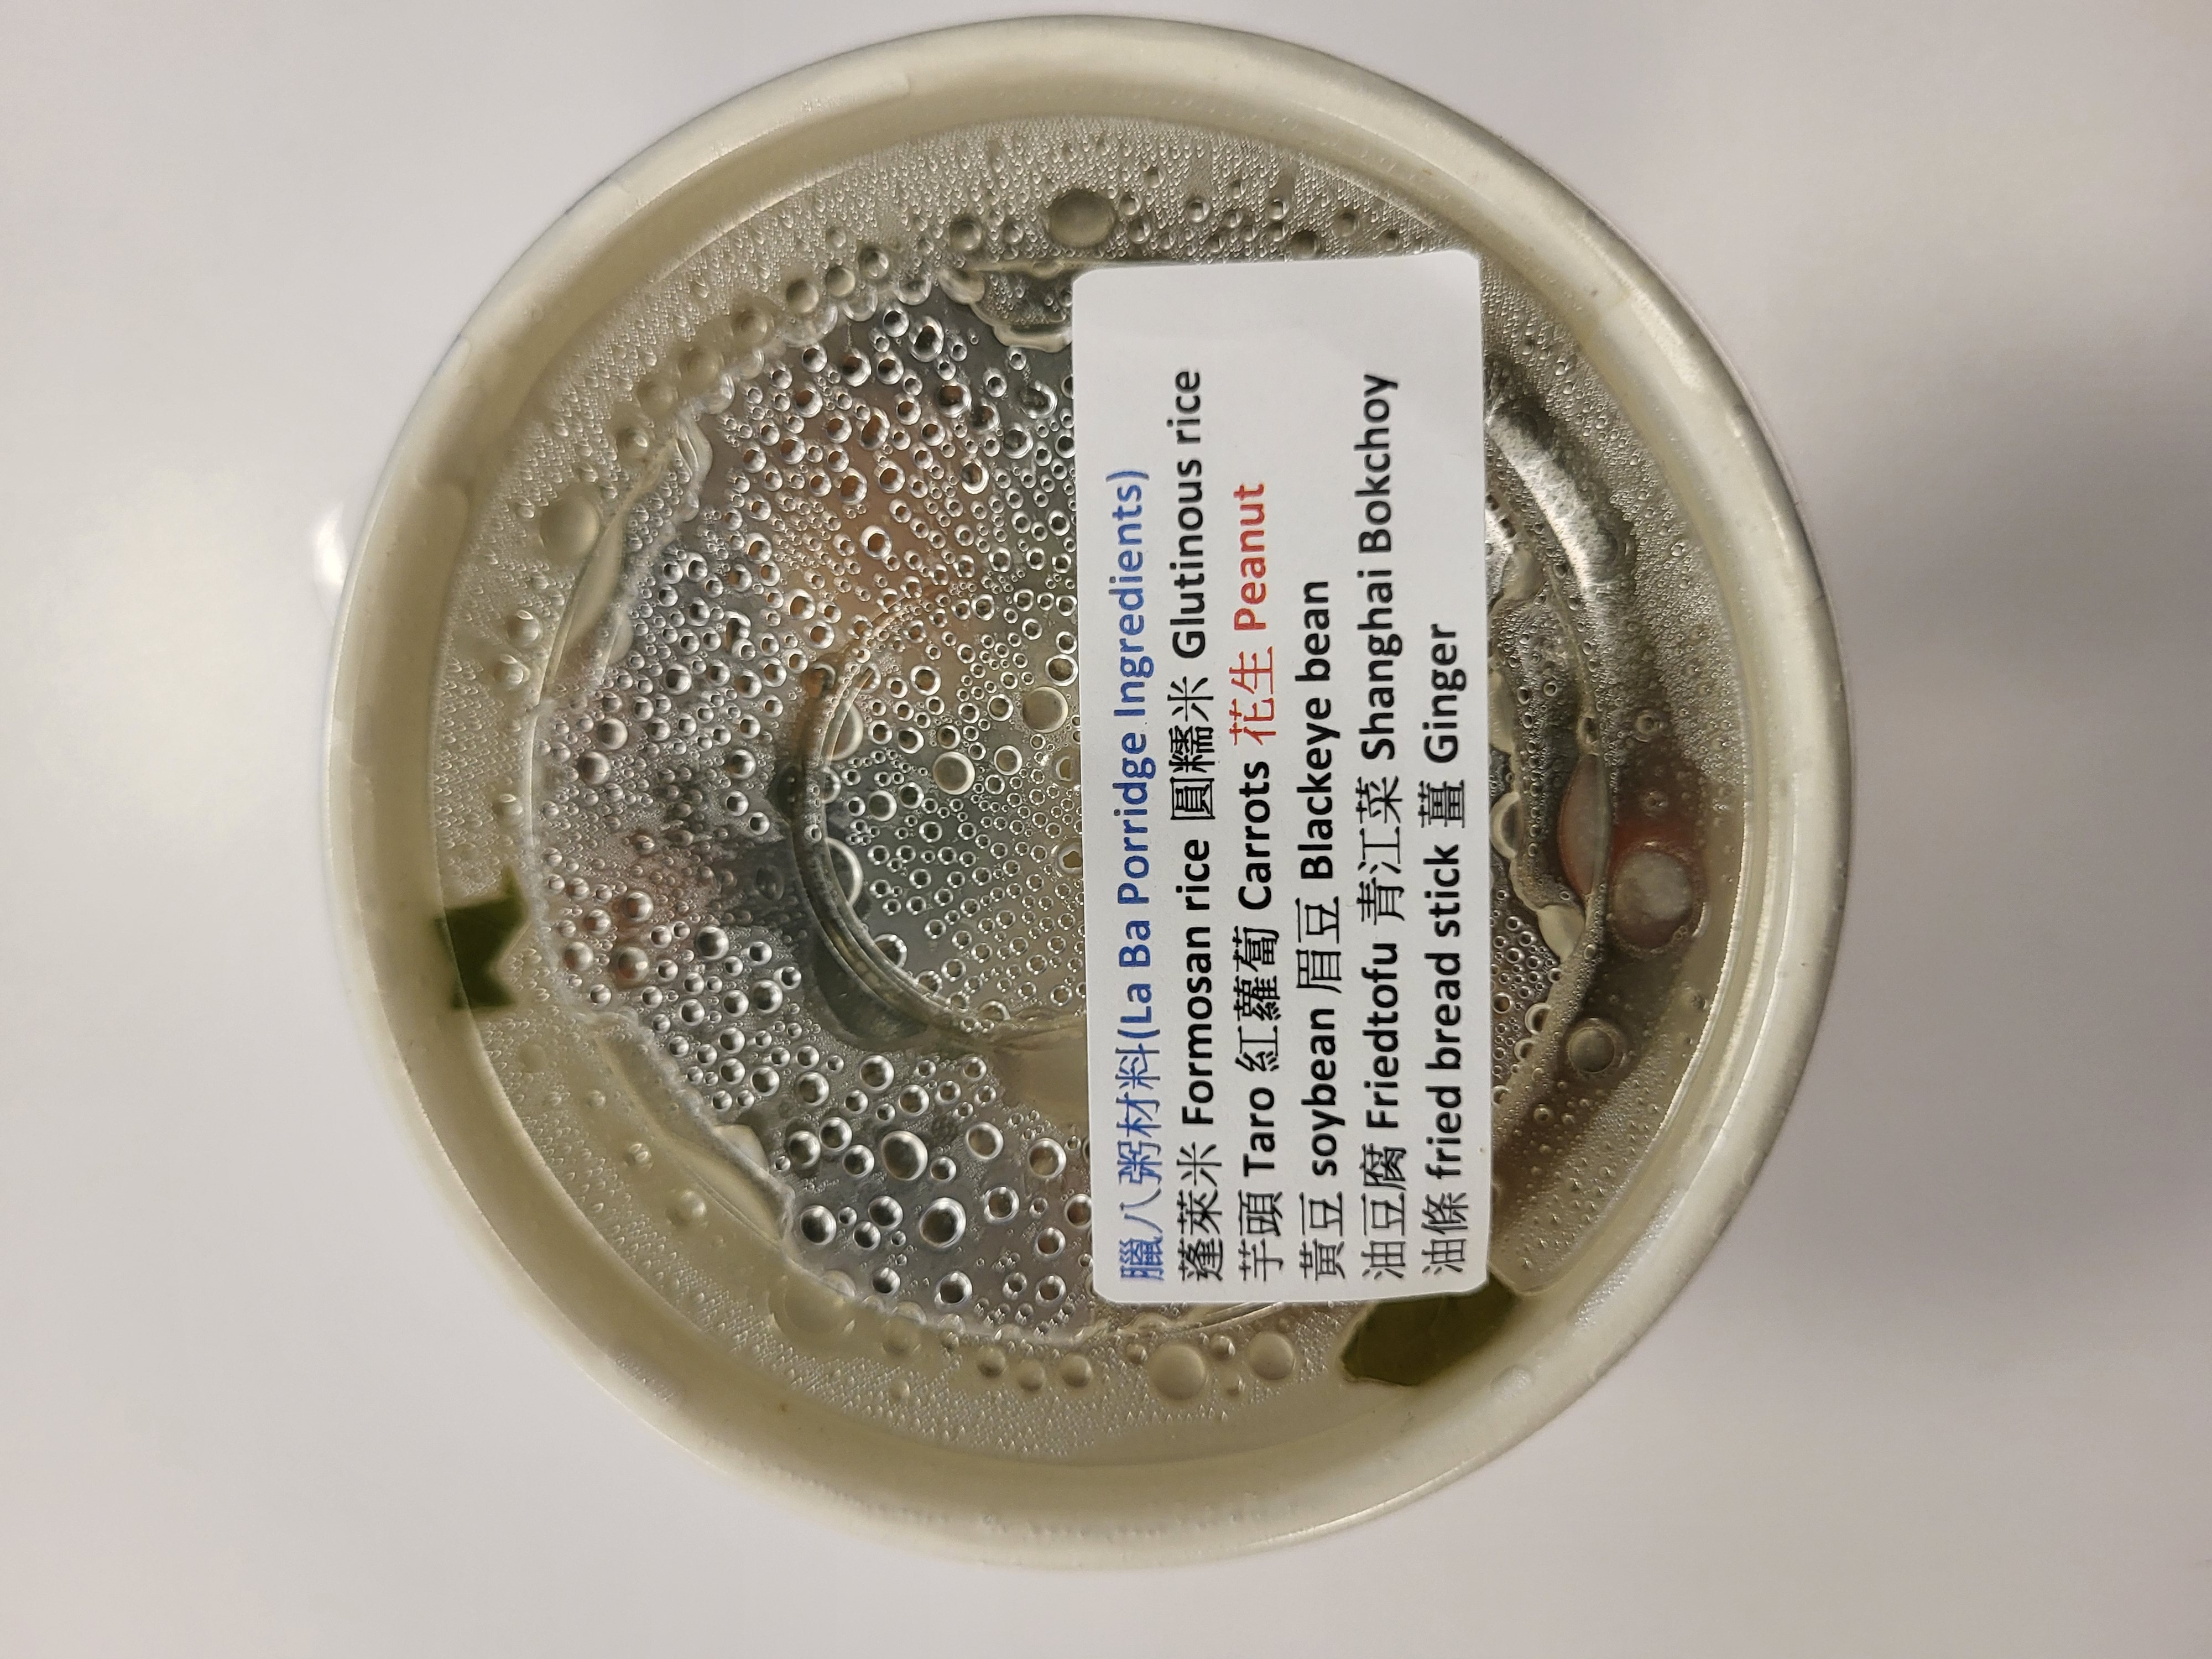 臘八粥材料(La Ba Porridge Ingredients)
蓬萊米 Formosan rice 圓糯米 Glutinous rice
芋頭 Taro 紅蘿蔔 Carrots 花生 Peanut
黃豆 soybean 眉豆 Blackeye bean
油豆腐 Friedtofu 青江菜 Shanghai Bokchoy
油條 fried bread stick 薑 Ginger